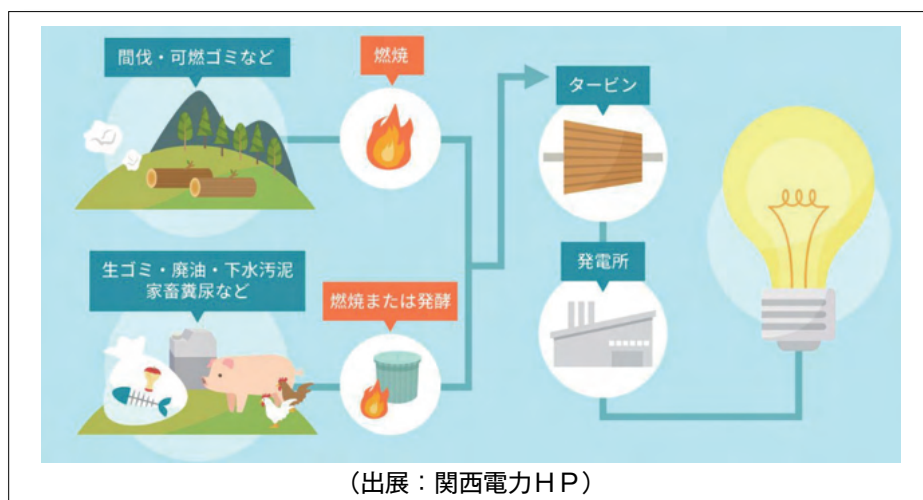 間伐・可燃ゴミなど
燃焼
タービン
生ゴミ・廃油・下水汚泥
家畜糞尿など
燃焼または発酵
発電所
（出展：関西電力ＨＰ）